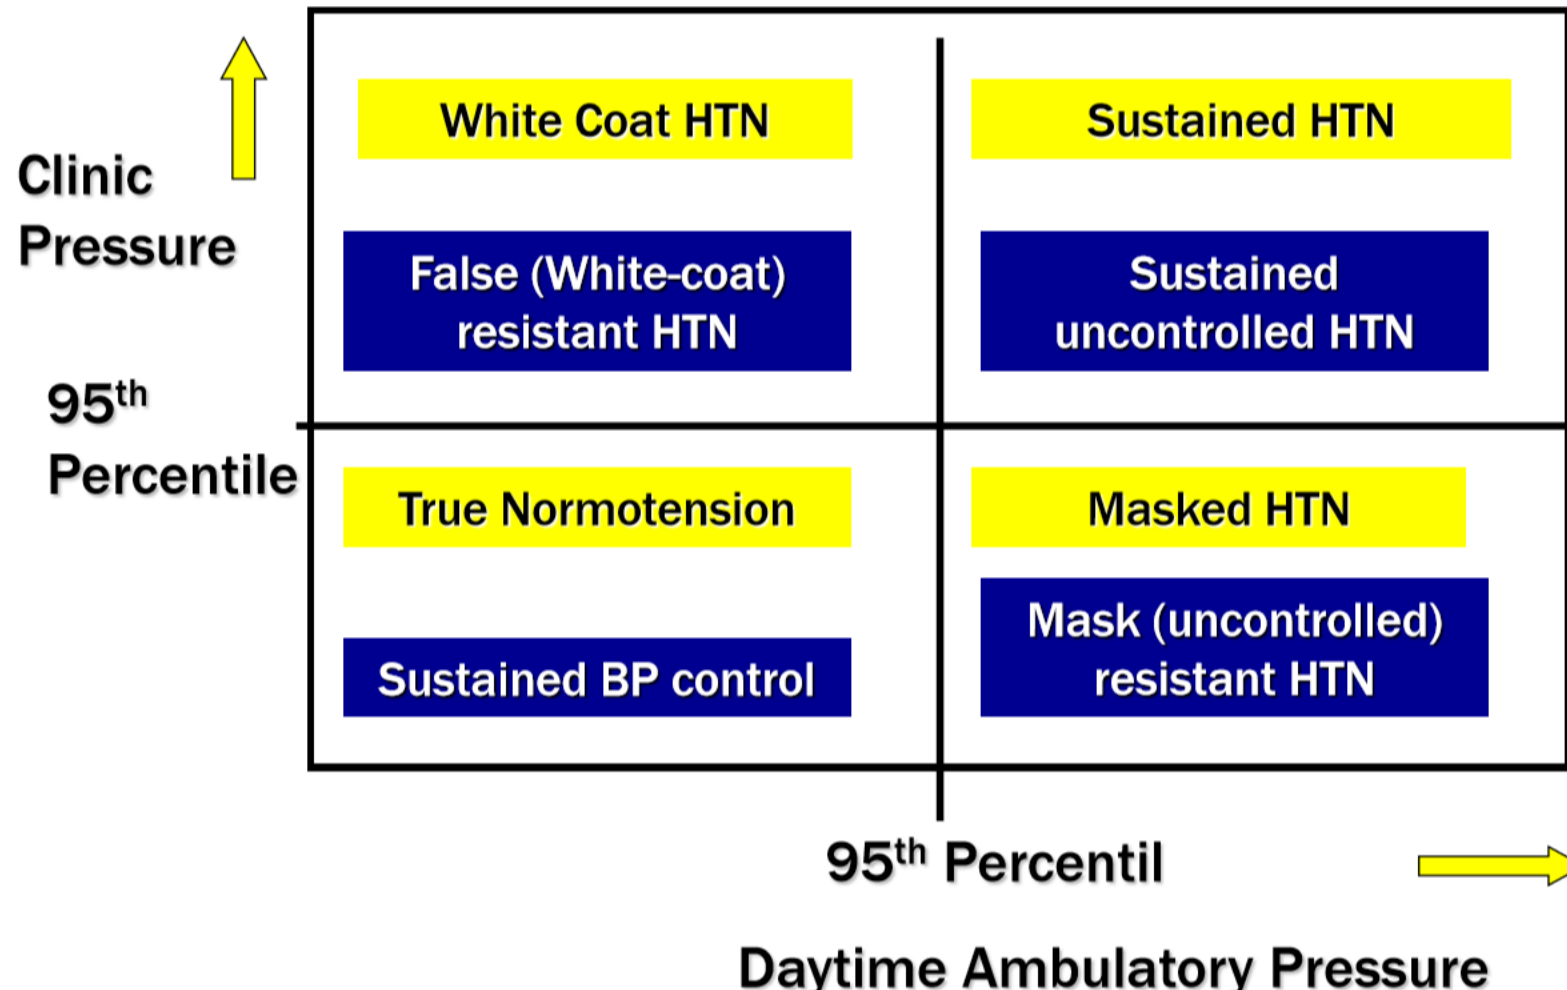 White Coat HTN
Sustained HTN
Clinic
Pressure
False (White-coat)
resistant HTN
Sustained
uncontrolled HTN
95th
Percentile
True Normotension
Masked HTN
Sustained BP control
Mask (uncontrolled)
resistant HTN
95th Percentil
Daytime Ambulatory Pressure